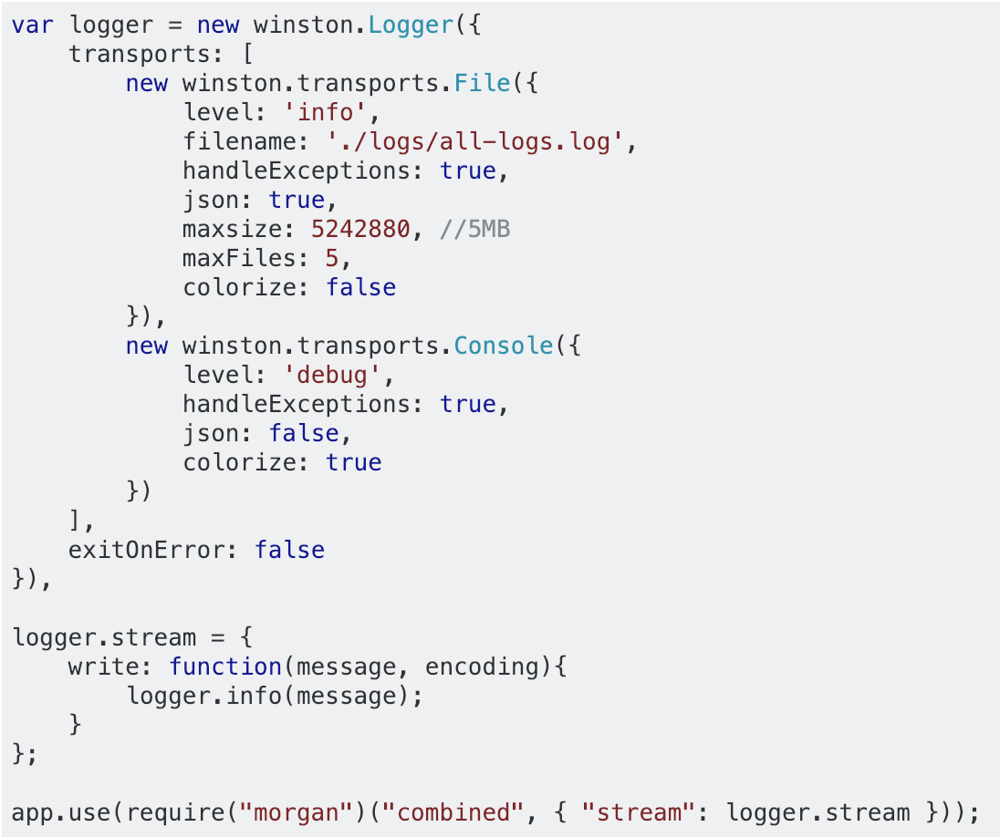 var logger = new winston.Logger({
    transports: [
        new winston.transports.File({
            level: 'info',
            filename: './logs/all-logs.log',
            handleExceptions: true,
            json: true,
            maxsize: 5242880, //5MB
            maxFiles: 5,
            colorize: false
        }),
        new winston.transports.Console({
            level: 'debug',
            handleExceptions: true,
            json: false,
            colorize: true
        })
    ],
    exitOnError: false
}),

logger.stream = {
    write: function(message, encoding){
        logger.info(message);
    }
};

app.use(require("morgan")("combined", { "stream": logger.stream }));